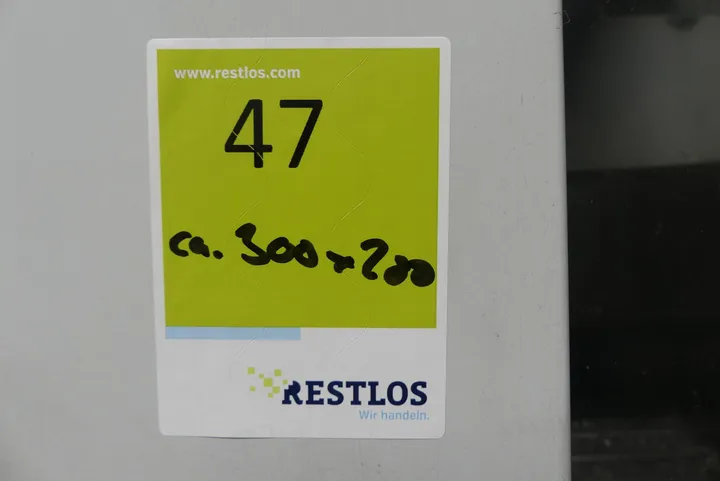 www.restlos.com
47
ca. 300 x 200
RESTLOS
Wir handeln.